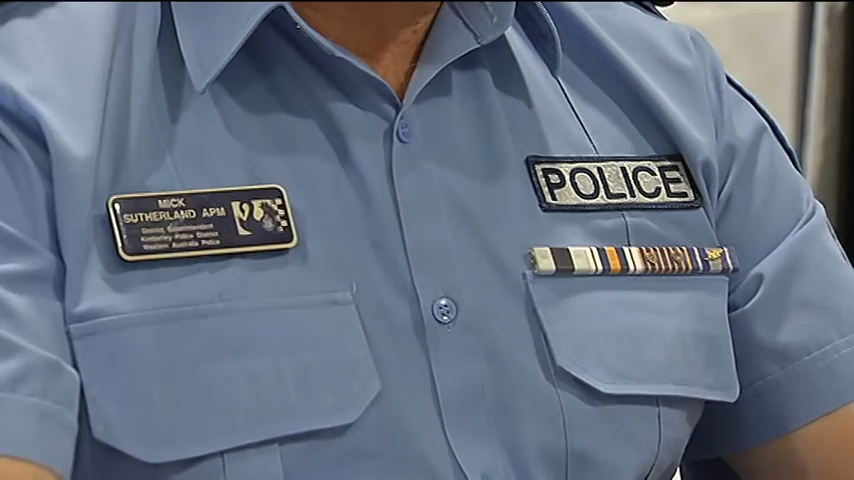 MICK
SUTHERLAND APM
District Superintendent
Kimberley Police District
Western Australia Police
POLICE